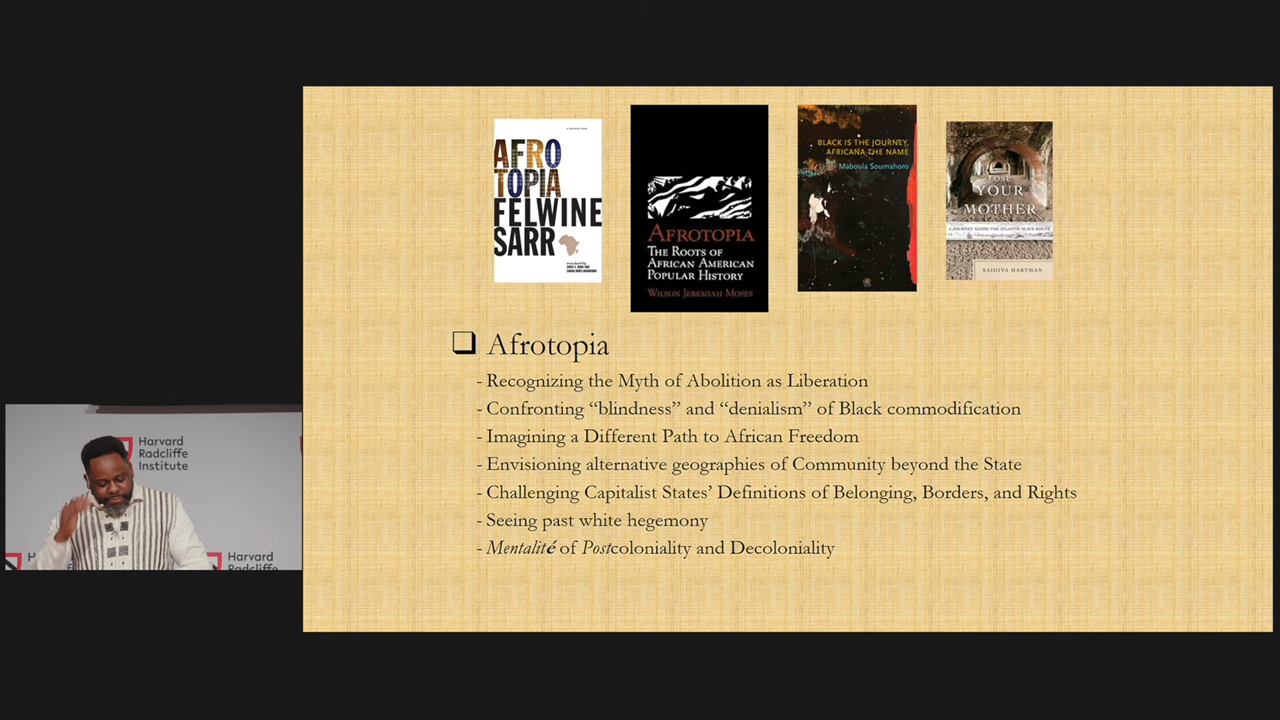 AFRO
TOPIA
FELWINE
SARR
AFROTOPIA
THE ROOTS OF
AFRICAN AMERICAN
POPULAR HISTORY
WILSON JEREMIAH MOSES
BLACK IS THE JOURNEY,
AFRICANA THE NAME
Maboula Soumahoro
LOSE
YOUR
MOTHER
A JOURNEY ALONG THE ATLANTIC SLAVE ROUTE
SAIDIYA HARTMAN
❑ Afrotopia
- Recognizing the Myth of Abolition as Liberation
- Confronting “blindness” and “denialism” of Black commodification
- Imagining a Different Path to African Freedom
- Envisioning alternative geographies of Community beyond the State
- Challenging Capitalist States’ Definitions of Belonging, Borders, and Rights
- Seeing past white hegemony
- Mentalité of Postcoloniality and Decoloniality
Harvard
Radcliffe
Institute
Harvard
Radcliffe